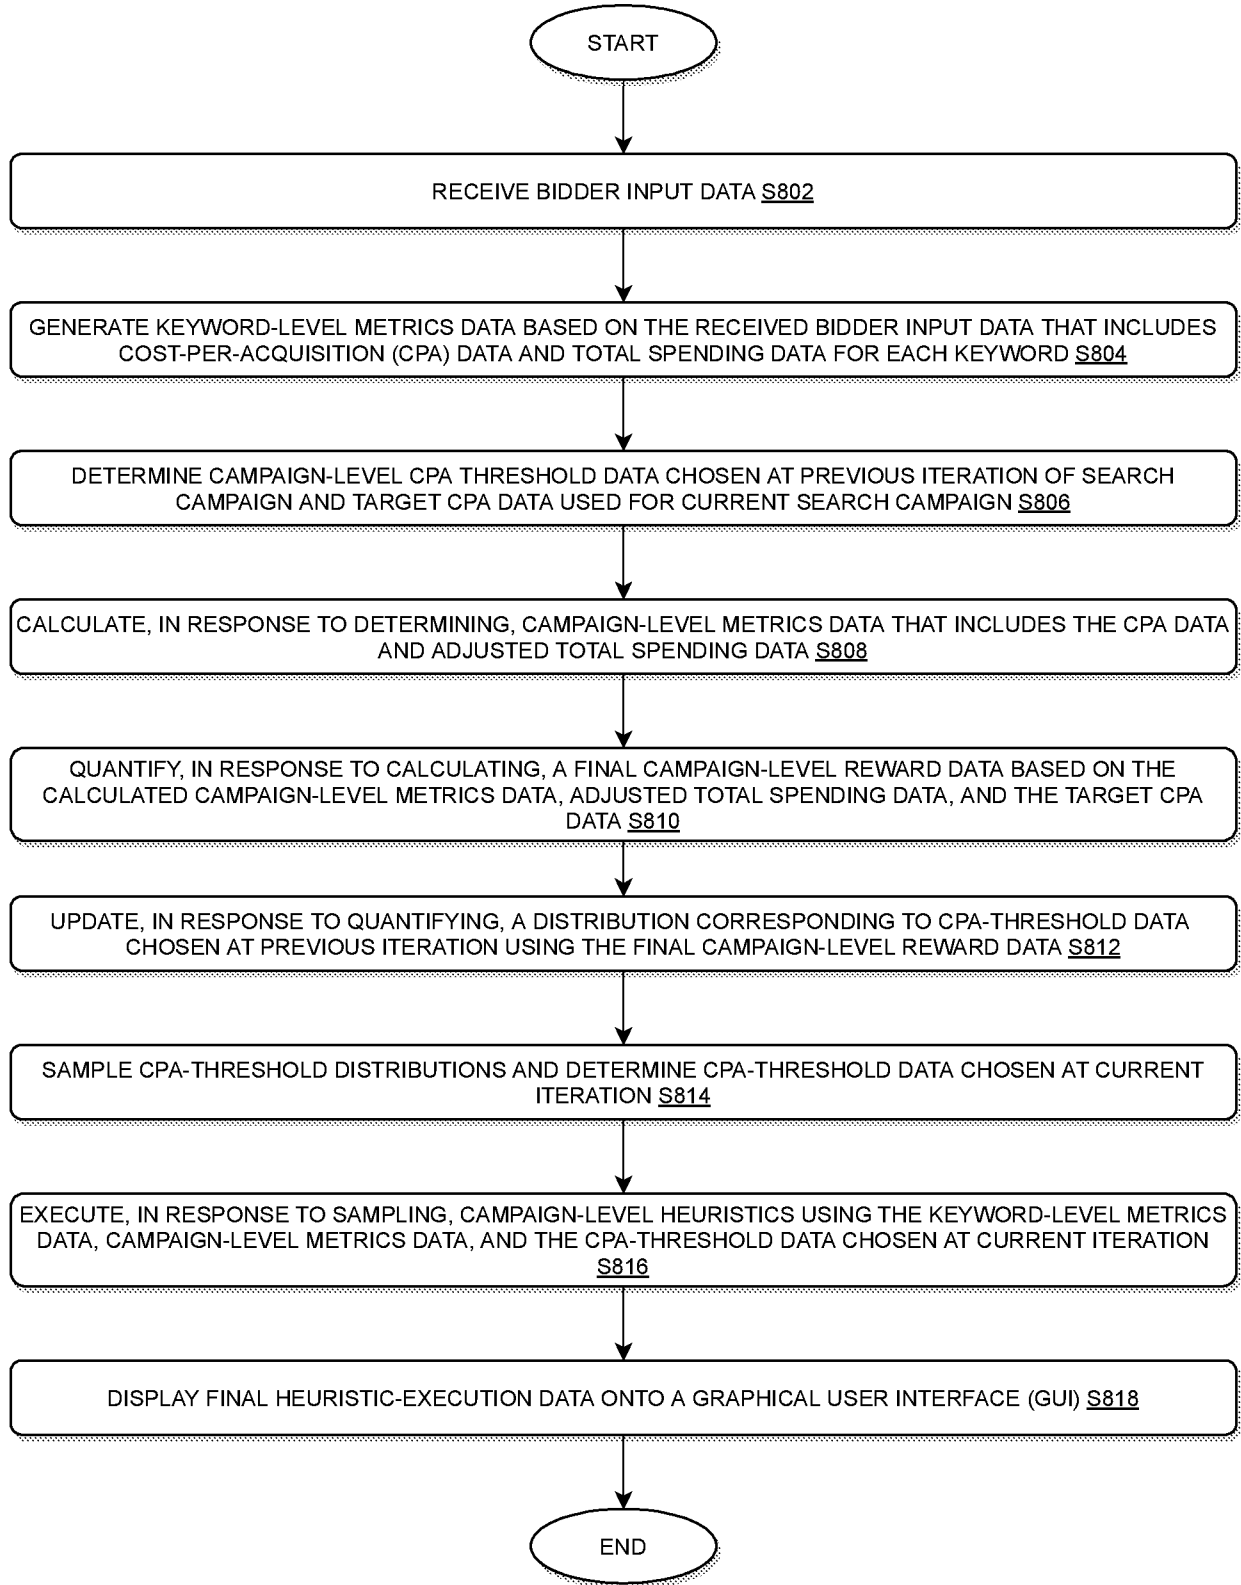 START
RECEIVE BIDDER INPUT DATA S802
GENERATE KEYWORD-LEVEL METRICS DATA BASED ON THE RECEIVED BIDDER INPUT DATA THAT INCLUDES
COST-PER-ACQUISITION (CPA) DATA AND TOTAL SPENDING DATA FOR EACH KEYWORD S804
DETERMINE CAMPAIGN-LEVEL CPA THRESHOLD DATA CHOSEN AT PREVIOUS ITERATION OF SEARCH
CAMPAIGN AND TARGET CPA DATA USED FOR CURRENT SEARCH CAMPAIGN S806
CALCULATE, IN RESPONSE TO DETERMINING, CAMPAIGN-LEVEL METRICS DATA THAT INCLUDES THE CPA DATA
AND ADJUSTED TOTAL SPENDING DATA S808
QUANTIFY, IN RESPONSE TO CALCULATING, A FINAL CAMPAIGN-LEVEL REWARD DATA BASED ON THE
CALCULATED CAMPAIGN-LEVEL METRICS DATA, ADJUSTED TOTAL SPENDING DATA, AND THE TARGET CPA
DATA S810
UPDATE, IN RESPONSE TO QUANTIFYING, A DISTRIBUTION CORRESPONDING TO CPA-THRESHOLD DATA
CHOSEN AT PREVIOUS ITERATION USING THE FINAL CAMPAIGN-LEVEL REWARD DATA S812
SAMPLE CPA-THRESHOLD DISTRIBUTIONS AND DETERMINE CPA-THRESHOLD DATA CHOSEN AT CURRENT
ITERATION S814
EXECUTE, IN RESPONSE TO SAMPLING, CAMPAIGN-LEVEL HEURISTICS USING THE KEYWORD-LEVEL METRICS
DATA, CAMPAIGN-LEVEL METRICS DATA, AND THE CPA-THRESHOLD DATA CHOSEN AT CURRENT ITERATION
S816
DISPLAY FINAL HEURISTIC-EXECUTION DATA ONTO A GRAPHICAL USER INTERFACE (GUI) S818
END